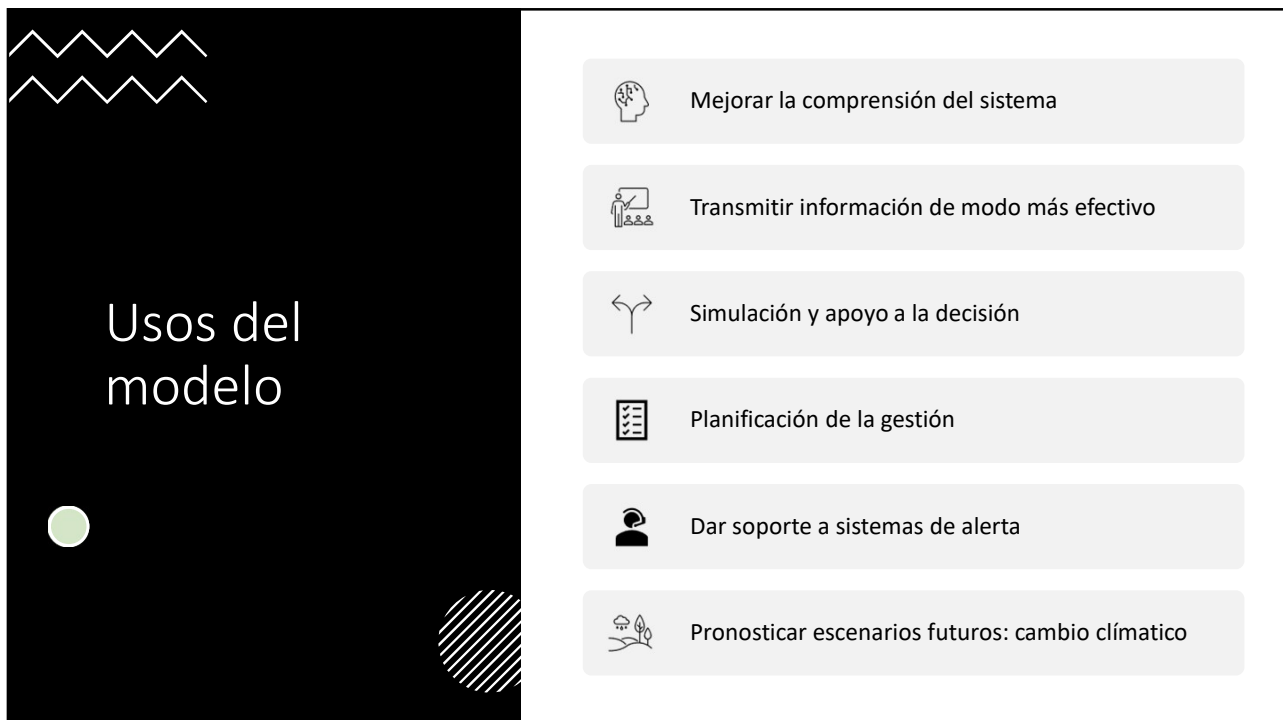 Usos del
modelo
Mejorar la comprensión del sistema
Transmitir información de modo más efectivo
Simulación y apoyo a la decisión
Planificación de la gestión
Dar soporte a sistemas de alerta
Pronosticar escenarios futuros: cambio clímatico